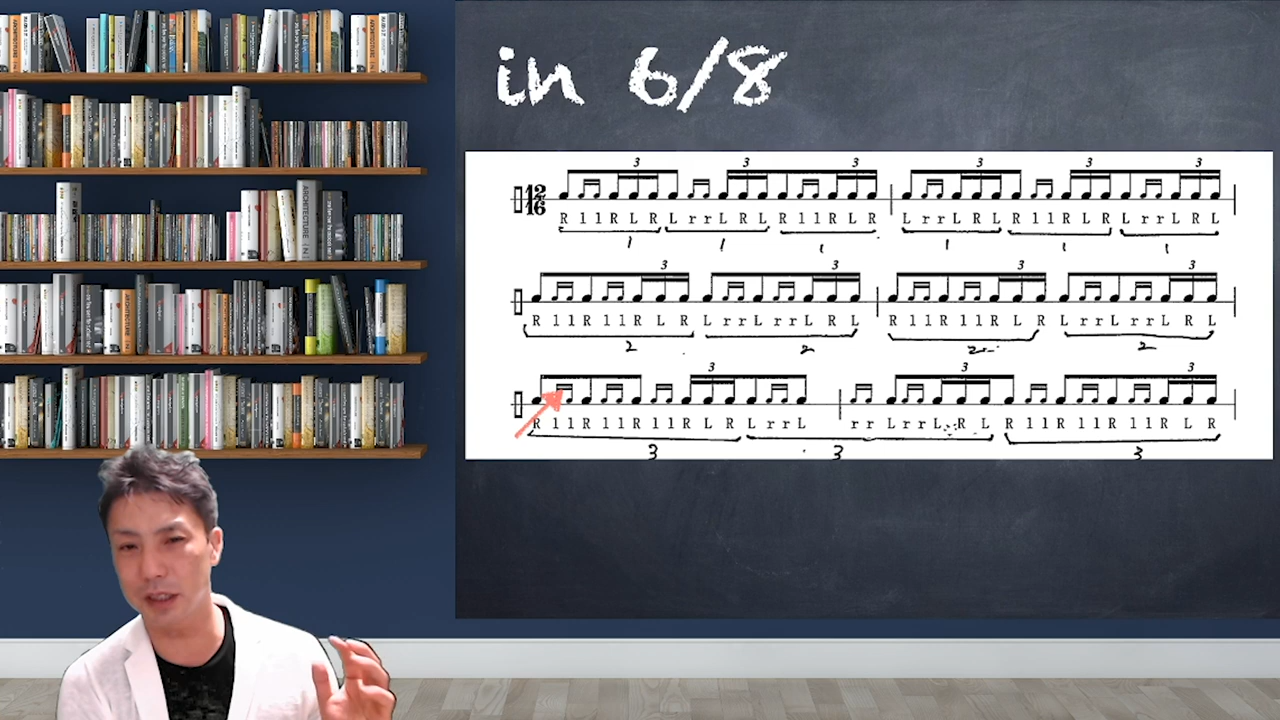 in 6/8
3 3 3 3 3 3
12
16
R l l R L R L r r L R L R l l R L R L r r L R L R l l R L R L r r L R L
1 1 1 1 1 1
3 3 3 3
R l l R l l R L R L r r L r r L R L R l l R l l R L R L r r L r r L R L
2 2 2 2
3 3 3
R l l R l l R l l R L R L r r L r r L r r L R L R l l R l l R l l R L R
3 3 3